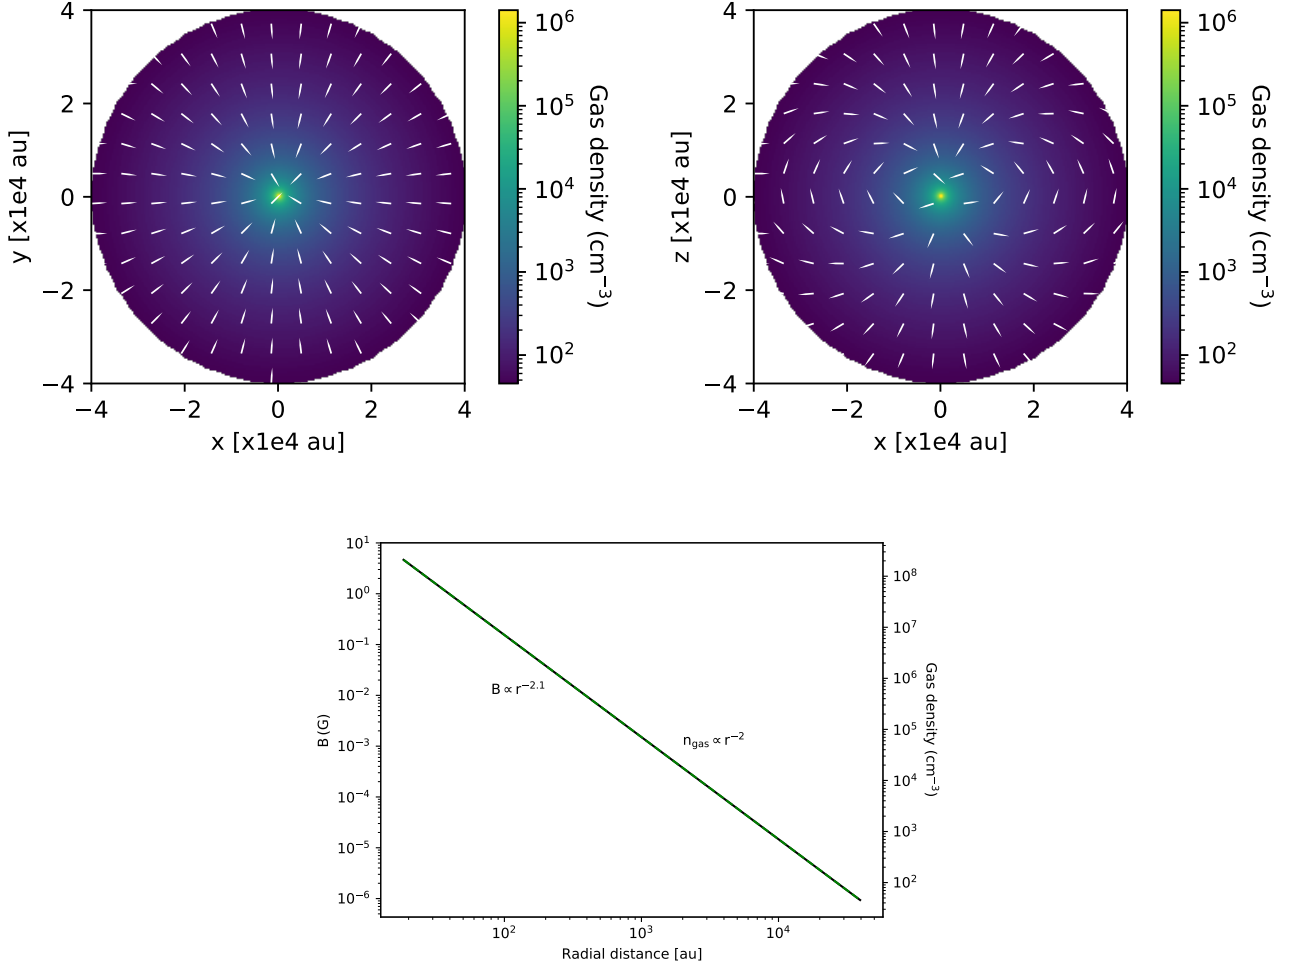 4
2
0
−2
−4
y [x1e4 au]
−4 −2 0 2 4
x [x1e4 au]
10⁶
10⁵
10⁴
10³
10²
Gas density (cm⁻³)
4
2
0
−2
−4
z [x1e4 au]
−4 −2 0 2 4
x [x1e4 au]
10⁶
10⁵
10⁴
10³
10²
Gas density (cm⁻³)
10¹
10⁰
10⁻¹
10⁻²
10⁻³
10⁻⁴
10⁻⁵
10⁻⁶
B (G)
B ∝ r⁻²·¹
n_gas ∝ r⁻²
10⁸
10⁷
10⁶
10⁵
10⁴
10³
10²
Gas density (cm⁻³)
10² 10³ 10⁴
Radial distance [au]